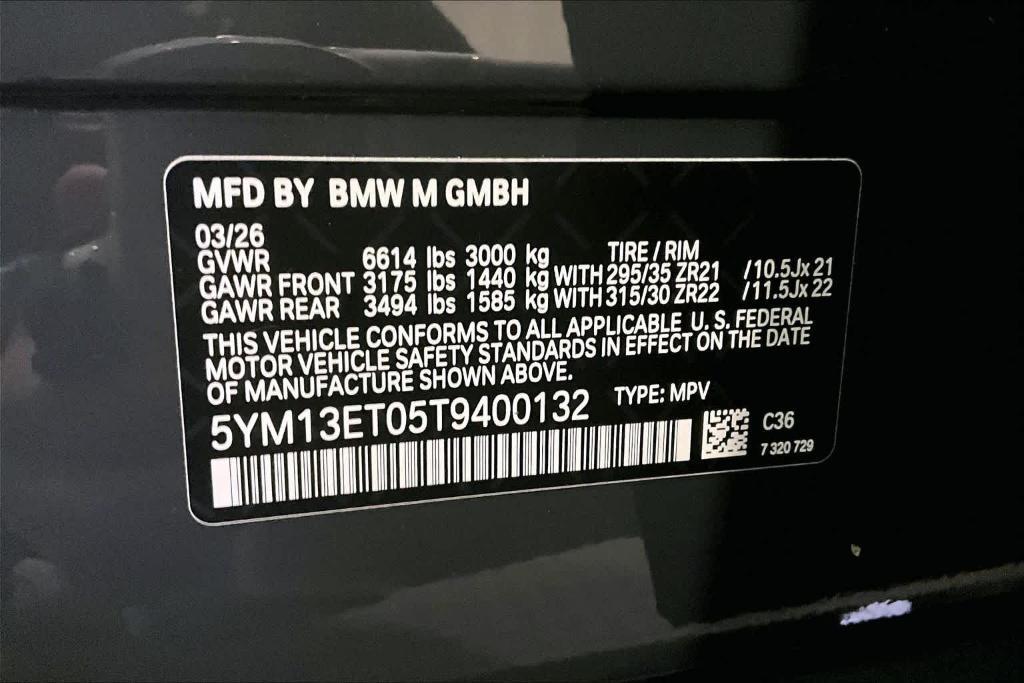 MFD BY BMW M GMBH
03/26
GVWR 6614 lbs 3000 kg TIRE / RIM
GAWR FRONT 3175 lbs 1440 kg WITH 295/35 ZR21 /10.5Jx 21
GAWR REAR 3494 lbs 1585 kg WITH 315/30 ZR22 /11.5Jx 22
THIS VEHICLE CONFORMS TO ALL APPLICABLE U. S. FEDERAL
MOTOR VEHICLE SAFETY STANDARDS IN EFFECT ON THE DATE
OF MANUFACTURE SHOWN ABOVE.
5YM13ET05T9400132 TYPE: MPV
C36
7 320 729